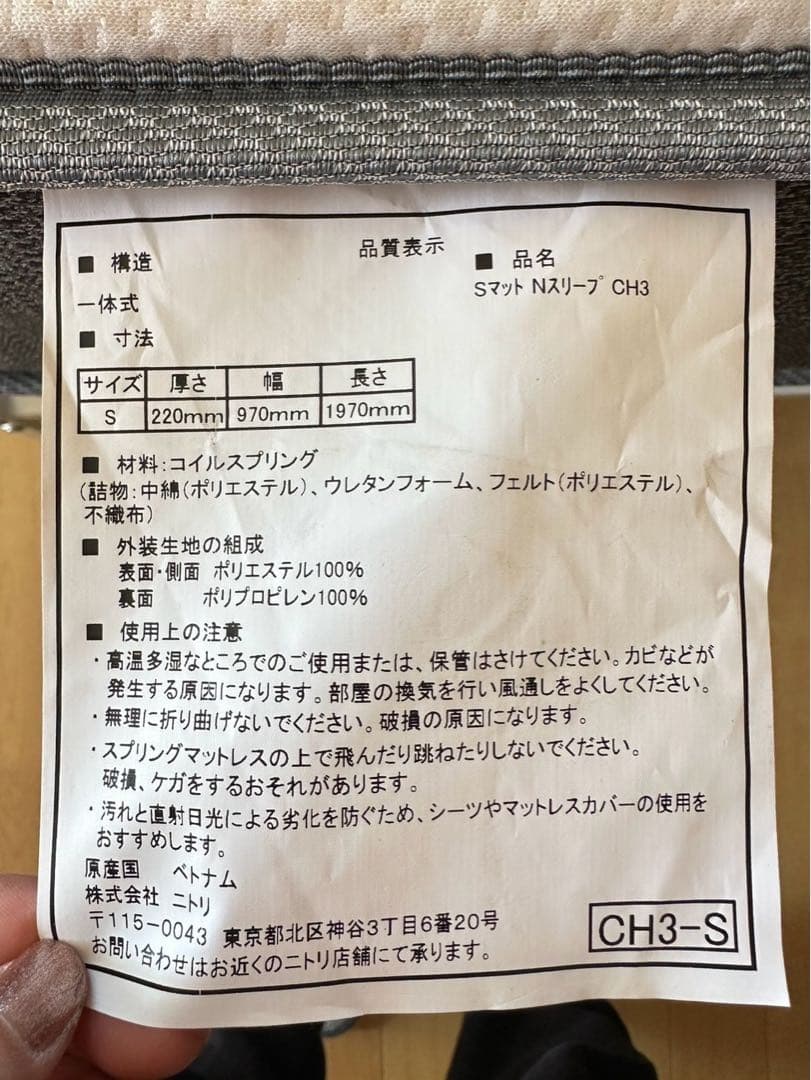 品質表示
■ 構造
一体式
■ 品名
Sマット Nスリープ CH3
■ 寸法
サイズ 厚さ 幅 長さ
S 220mm 970mm 1970mm
■ 材料:コイルスプリング
(詰物:中綿(ポリエステル)、ウレタンフォーム、フェルト(ポリエステル)、
不織布)
■ 外装生地の組成
表面・側面 ポリエステル100%
裏面 ポリプロピレン100%
■ 使用上の注意
・高温多湿なところでのご使用または、保管はさけてください。カビなどが
発生する原因になります。部屋の換気を行い風通しをよくしてください。
・無理に折り曲げないでください。破損の原因になります。
・スプリングマットレスの上で飛んだり跳ねたりしないでください。
破損、ケガをするおそれがあります。
・汚れと直射日光による劣化を防ぐため、シーツやマットレスカバーの使用を
おすすめします。
原産国 ベトナム
株式会社 ニトリ
〒115-0043 東京都北区神谷3丁目6番20号
お問い合わせはお近くのニトリ店舗にて承ります。
CH3-S